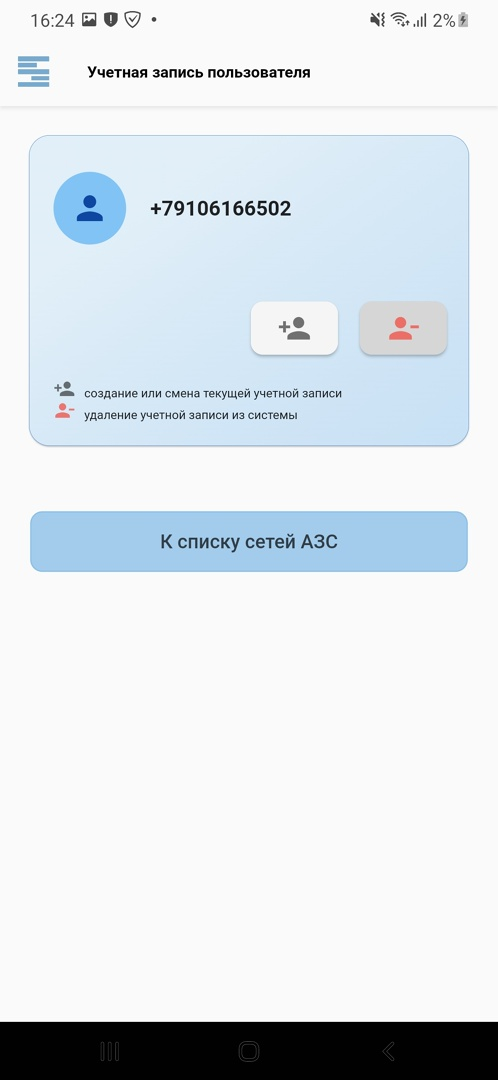 16:24
2%
Учетная запись пользователя
+79106166502
создание или смена текущей учетной записи
удаление учетной записи из системы
К списку сетей АЗС